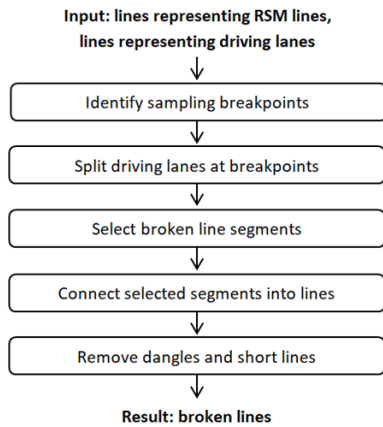 Input: lines representing RSM lines,
lines representing driving lanes
Identify sampling breakpoints
Split driving lanes at breakpoints
Select broken line segments
Connect selected segments into lines
Remove dangles and short lines
Result: broken lines